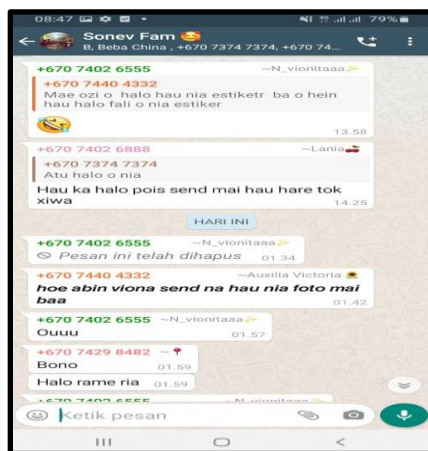 08:47 79%
Sonev Fam
B, Beba China , +670 7374 7374, +670 74...
+670 7402 6555 ~N_vionitaaa
+670 7440 4332
Mae ozi o halo hau nia estiketr ba o hein
hau halo fali o nia estiker
13.58
+670 7402 6888 ~Lania
+670 7374 7374
Atu halo o nia
Hau ka halo pois send mai hau hare tok
xiwa
14.25
HARI INI
+670 7402 6555 ~N_vionitaaa
Pesan ini telah dihapus 01.34
+670 7440 4332 ~Auxilia Victoria
hoe abin viona send na hau nia foto mai
baa
01.42
+670 7402 6555 ~N_vionitaaa
Ouuu 01.57
+670 7429 8482 ~
Bono 01.59
Halo rame ria 01.59
+670 7402 6555 ~N_vionitaaa
Ketik pesan